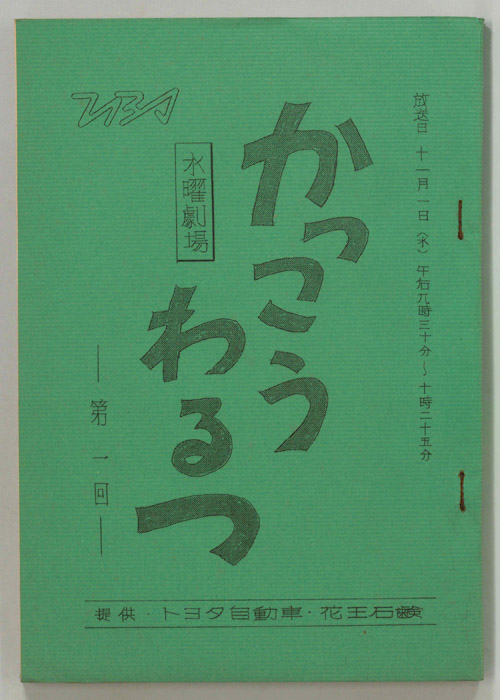 放送日 十一月一日（水）午后九時三十分～十時二十五分
TBS
水曜劇場
かっこう
わるつ
―第一回―
提供・トヨタ自動車・花王石鹸